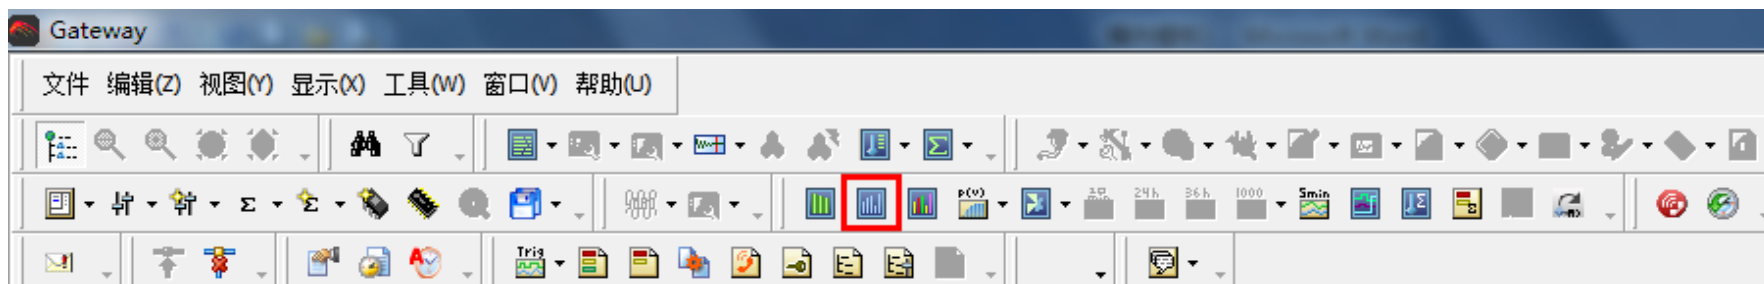 Gateway
文件 编辑(Z) 视图(Y) 显示(X) 工具(W) 窗口(V) 帮助(U)
Σ Σ P(V) 24h 36h 1000 5min
Trig